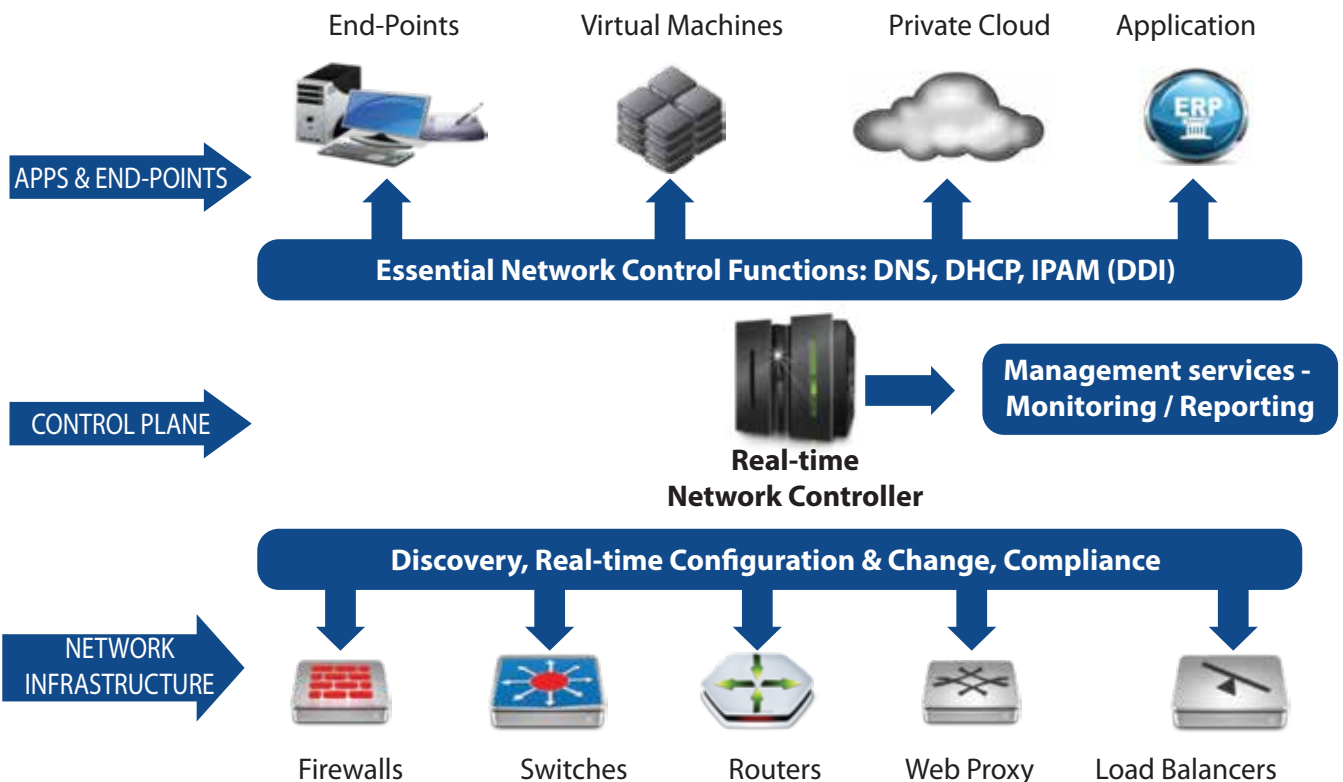 End-Points
Virtual Machines
Private Cloud
Application
ERP
APPS & END-POINTS
Essential Network Control Functions: DNS, DHCP, IPAM (DDI)
CONTROL PLANE
Management services -
Monitoring / Reporting
Real-time
Network Controller
Discovery, Real-time Configuration & Change, Compliance
NETWORK
INFRASTRUCTURE
Firewalls
Switches
Routers
Web Proxy
Load Balancers